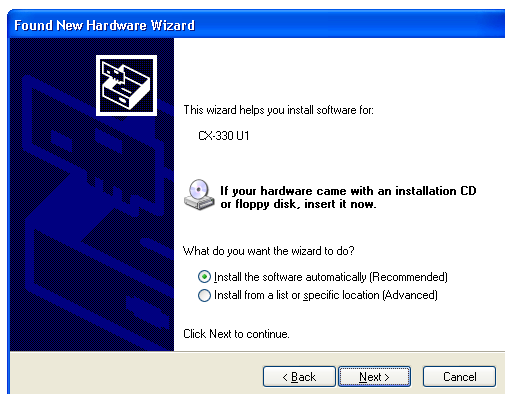 Found New Hardware Wizard
This wizard helps you install software for:
CX-330 U1
If your hardware came with an installation CD
or floppy disk, insert it now.
What do you want the wizard to do?
Install the software automatically (Recommended)
Install from a list or specific location (Advanced)
Click Next to continue.
< Back
Next >
Cancel